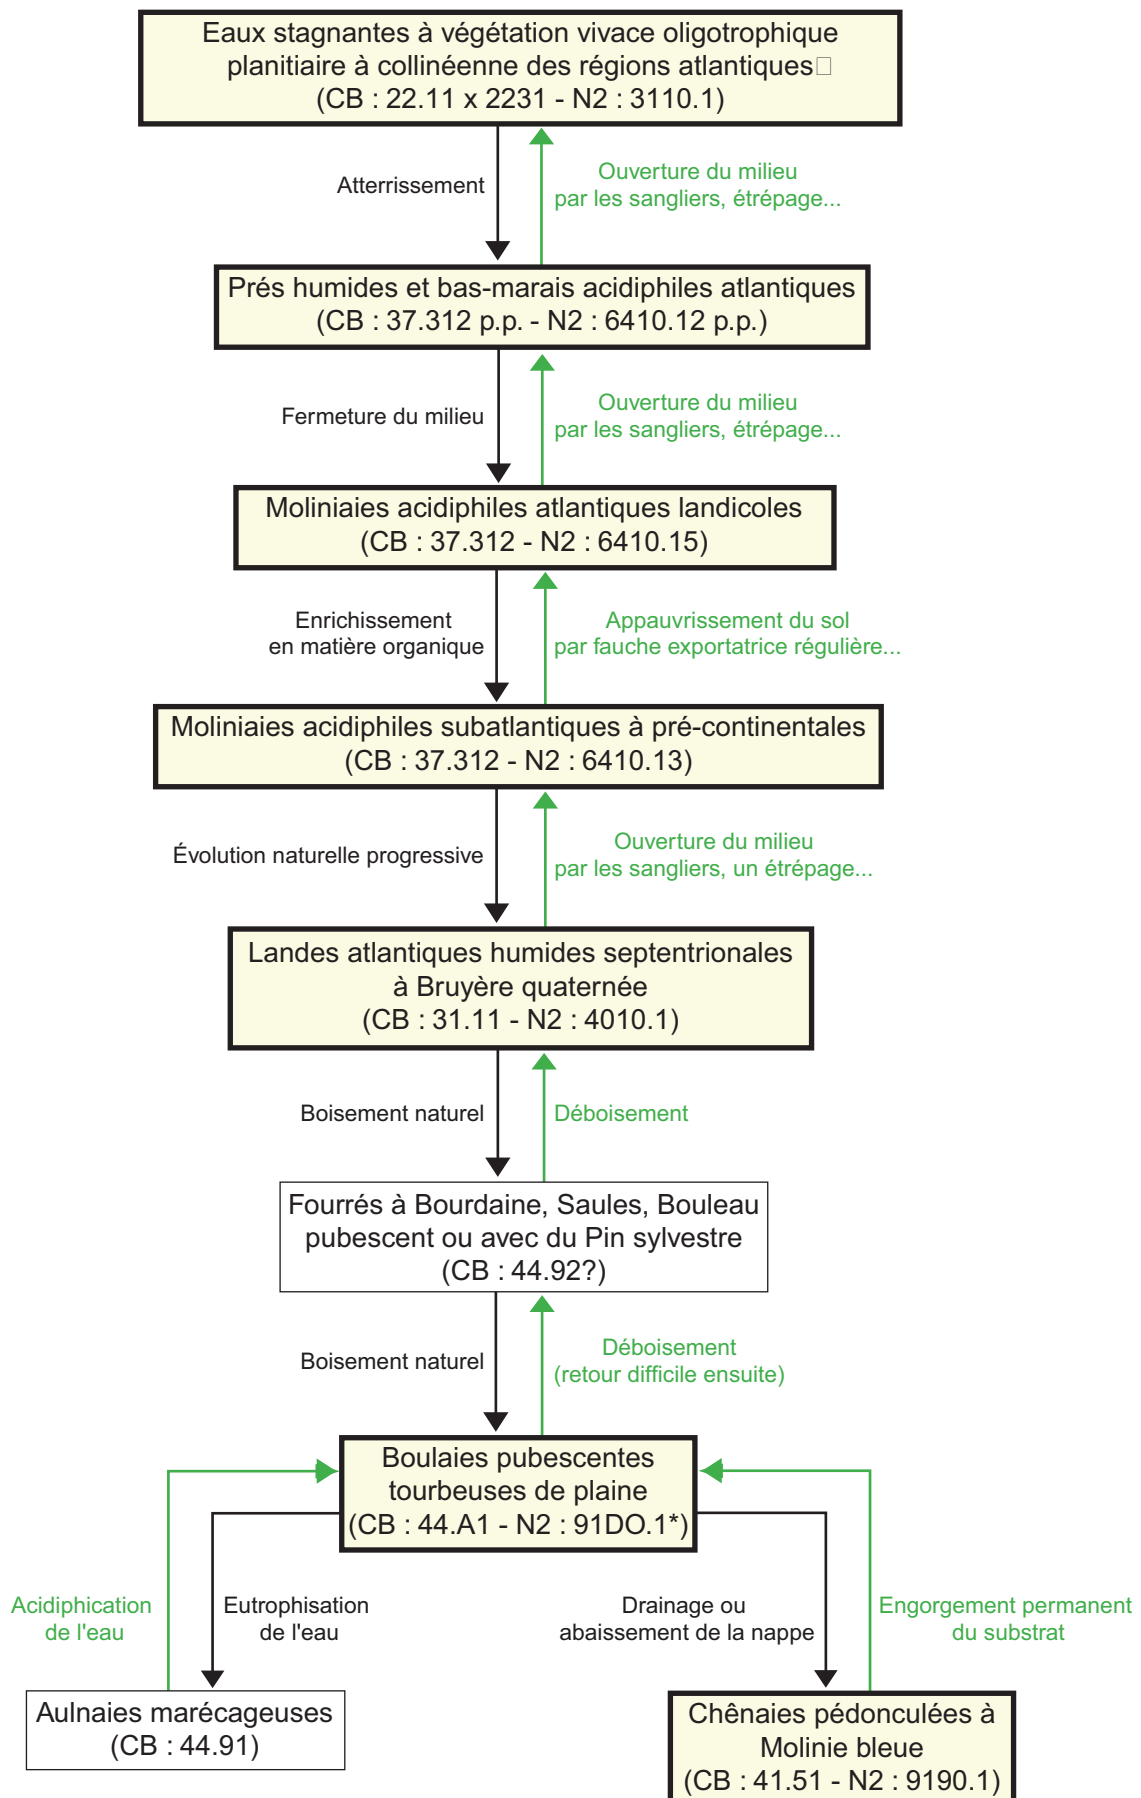 Eaux stagnantes à végétation vivace oligotrophique
planitiaire à collinéenne des régions atlantiques□
(CB : 22.11 x 2231 - N2 : 3110.1)
Atterrissement
Ouverture du milieu
par les sangliers, étrépage...
Prés humides et bas-marais acidiphiles atlantiques
(CB : 37.312 p.p. - N2 : 6410.12 p.p.)
Fermeture du milieu
Ouverture du milieu
par les sangliers, étrépage...
Moliniaies acidiphiles atlantiques landicoles
(CB : 37.312 - N2 : 6410.15)
Enrichissement
en matière organique
Appauvrissement du sol
par fauche exportatrice régulière...
Moliniaies acidiphiles subatlantiques à pré-continentales
(CB : 37.312 - N2 : 6410.13)
Évolution naturelle progressive
Ouverture du milieu
par les sangliers, un étrépage...
Landes atlantiques humides septentrionales
à Bruyère quaternée
(CB : 31.11 - N2 : 4010.1)
Boisement naturel
Déboisement
Fourrés à Bourdaine, Saules, Bouleau
pubescent ou avec du Pin sylvestre
(CB : 44.92?)
Boisement naturel
Déboisement
(retour difficile ensuite)
Boulaies pubescentes
tourbeuses de plaine
(CB : 44.A1 - N2 : 91DO.1*)
Acidiphication
de l'eau
Eutrophisation
de l'eau
Drainage ou
abaissement de la nappe
Engorgement permanent
du substrat
Aulnaies marécageuses
(CB : 44.91)
Chênaies pédonculées à
Molinie bleue
(CB : 41.51 - N2 : 9190.1)